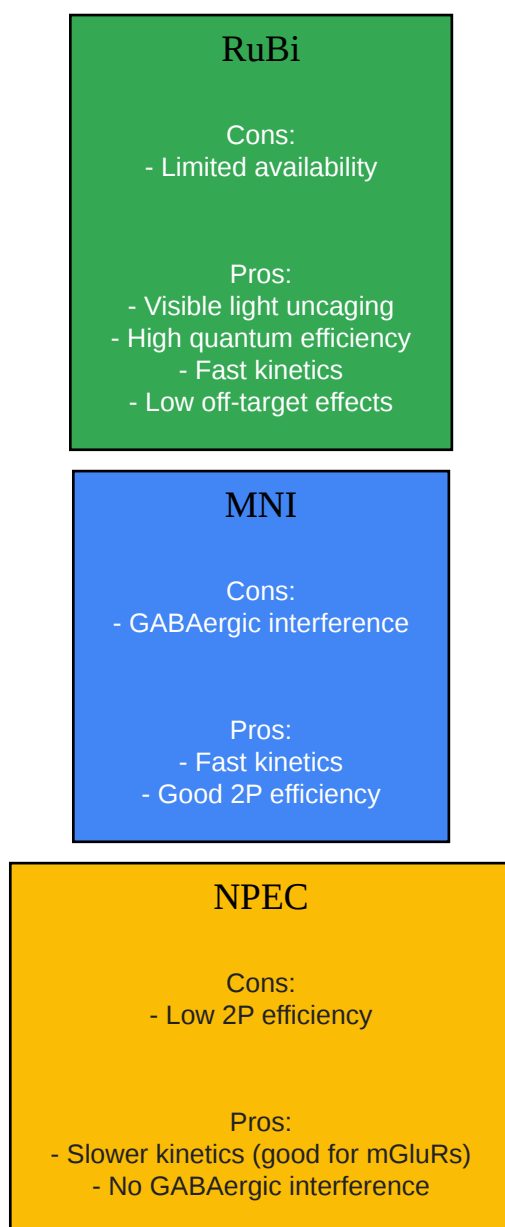 RuBi
Cons:
- Limited availability
Pros:
- Visible light uncaging
- High quantum efficiency
- Fast kinetics
- Low off-target effects
MNI
Cons:
- GABAergic interference
Pros:
- Fast kinetics
- Good 2P efficiency
NPEC
Cons:
- Low 2P efficiency
Pros:
- Slower kinetics (good for mGluRs)
- No GABAergic interference